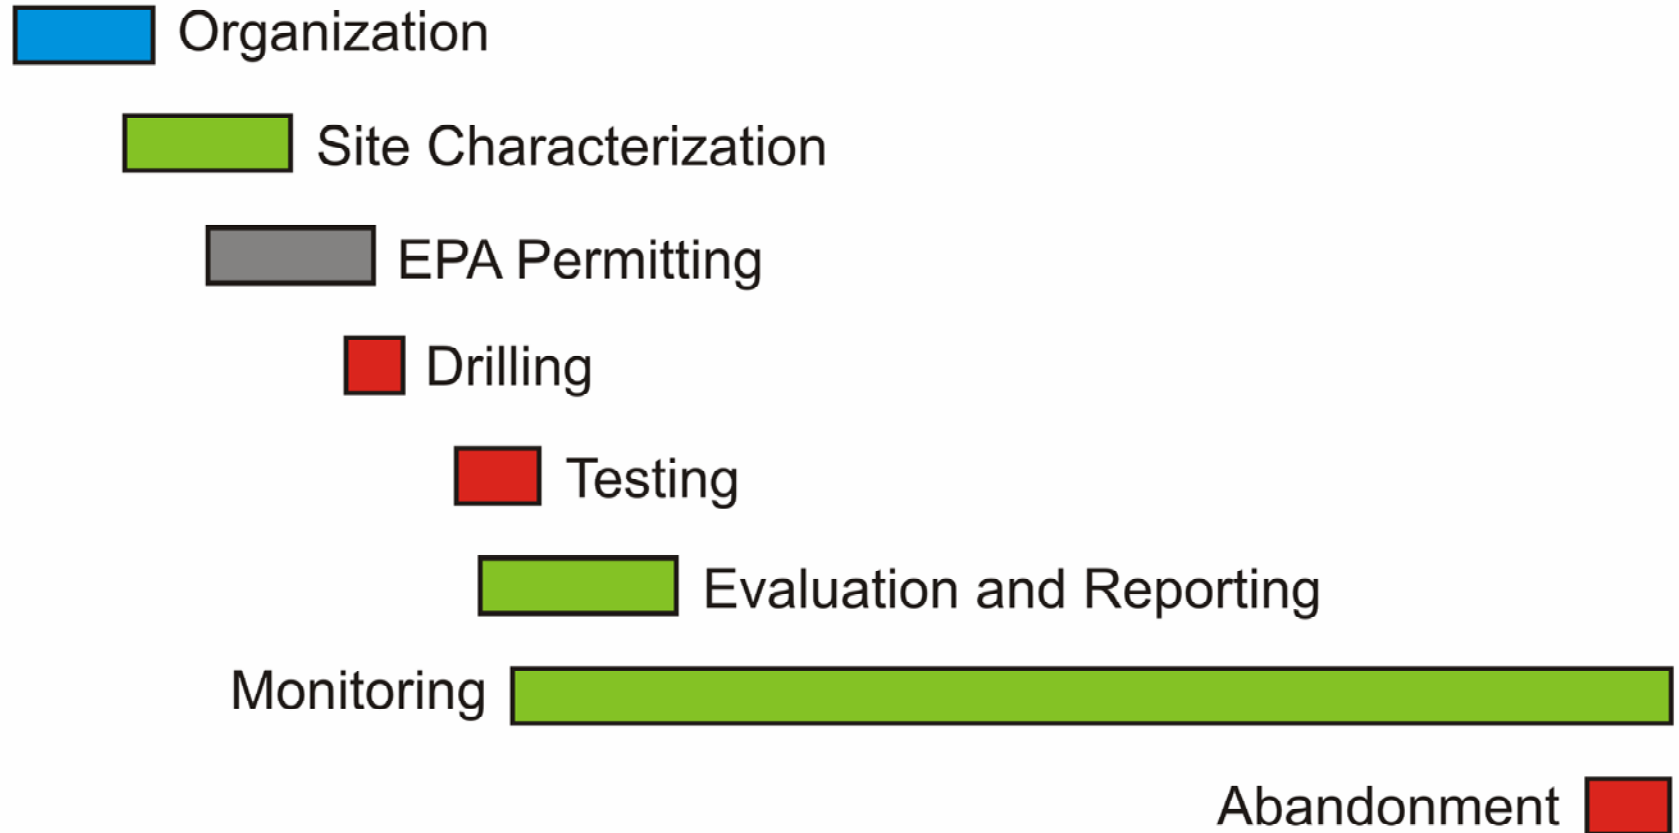 Organization
Site Characterization
EPA Permitting
Drilling
Testing
Evaluation and Reporting
Monitoring
Abandonment